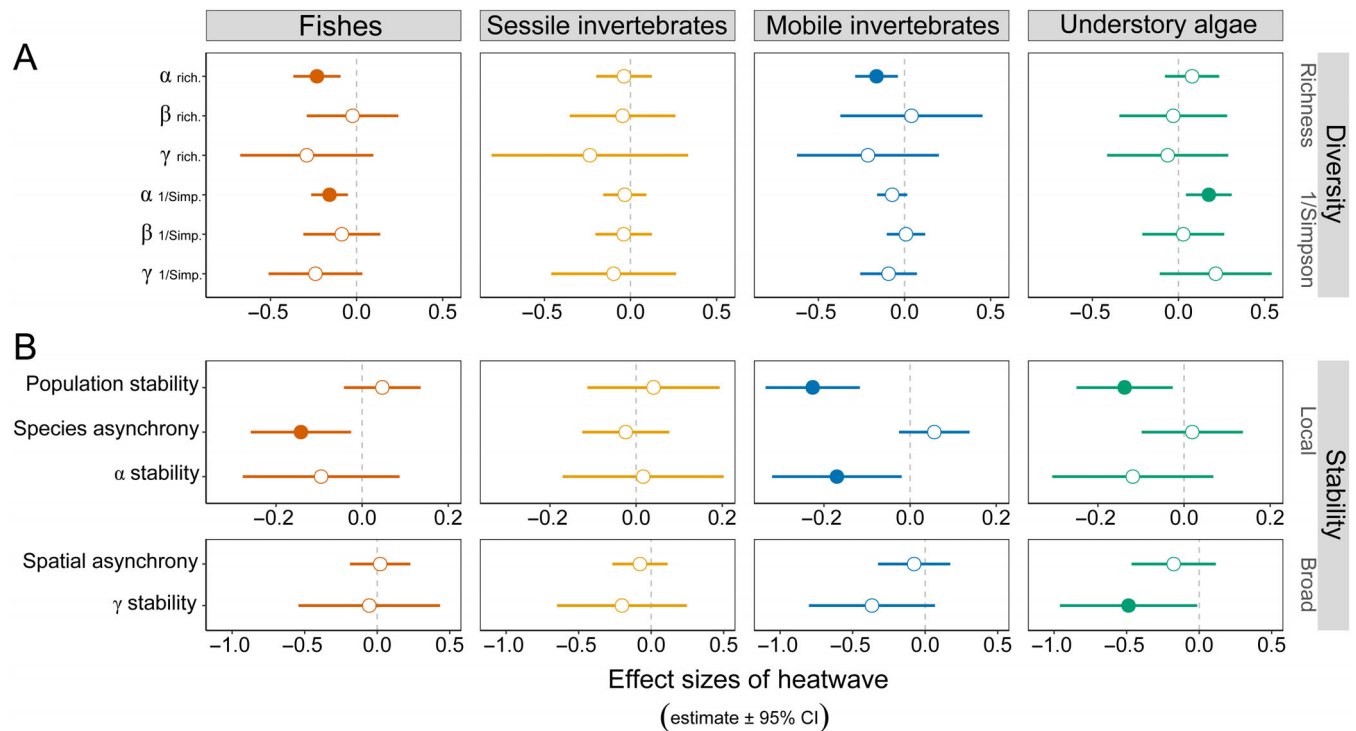 Fishes Sessile invertebrates Mobile invertebrates Understory algae
A
α rich.
β rich.
γ rich.
α 1/Simp.
β 1/Simp.
γ 1/Simp.
Richness
1/Simpson
Diversity
−0.5 0.0 0.5 −0.5 0.0 0.5 −0.5 0.0 0.5 −0.5 0.0 0.5
B
Population stability
Species asynchrony
α stability
Local
Stability
−0.2 0.0 0.2 −0.2 0.0 0.2 −0.2 0.0 0.2 −0.2 0.0 0.2
Spatial asynchrony
γ stability
Broad
−1.0 −0.5 0.0 0.5 −1.0 −0.5 0.0 0.5 −1.0 −0.5 0.0 0.5 −1.0 −0.5 0.0 0.5
Effect sizes of heatwave
(estimate ± 95% CI)